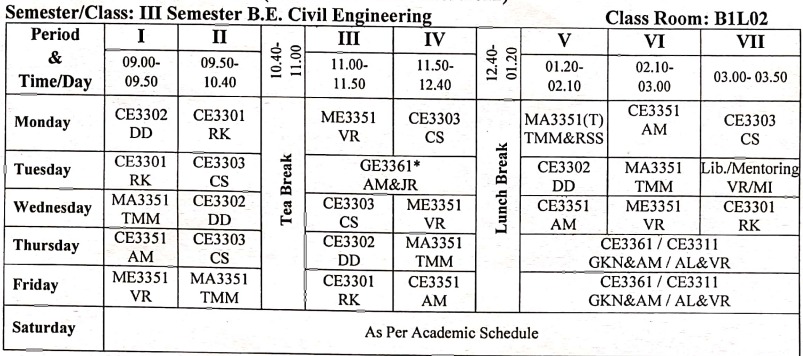 Semester/Class: III Semester B.E. Civil Engineering Class Room: B1L02
Period & Time/Day I II 10.40-11.00 III IV 12.40-01.20 V VI VII
09.00-09.50 09.50-10.40 11.00-11.50 11.50-12.40 01.20-02.10 02.10-03.00 03.00-03.50
Monday CE3302 DD CE3301 RK Tea Break ME3351 VR CE3303 CS Lunch Break MA3351(T) TMM&RSS CE3351 AM CE3303 CS
Tuesday CE3301 RK CE3303 CS GE3361* AM&JR CE3302 DD MA3351 TMM Lib./Mentoring VR/MI
Wednesday MA3351 TMM CE3302 DD CE3303 CS ME3351 VR CE3351 AM ME3351 VR CE3301 RK
Thursday CE3351 AM CE3303 CS CE3302 DD MA3351 TMM CE3361 / CE3311 GKN&AM / AL&VR
Friday ME3351 VR MA3351 TMM CE3301 RK CE3351 AM CE3361 / CE3311 GKN&AM / AL&VR
Saturday As Per Academic Schedule